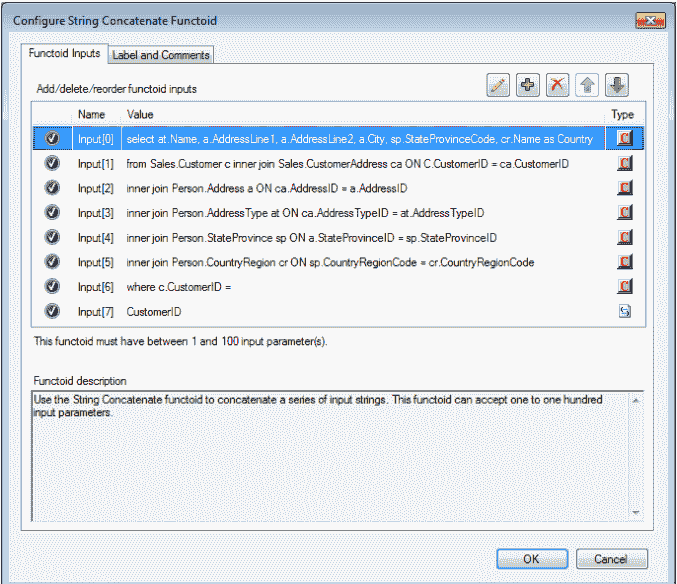 Configure String Concatenate Functoid
Functoid Inputs Label and Comments
Add/delete/reorder functoid inputs
Name Value Type
Input[0] select at.Name, a.AddressLine1, a.AddressLine2, a.City, sp.StateProvinceCode, cr.Name as Country C
Input[1] from Sales.Customer c inner join Sales.CustomerAddress ca ON C.CustomerID = ca.CustomerID C
Input[2] inner join Person.Address a ON ca.AddressID = a.AddressID C
Input[3] inner join Person.AddressType at ON ca.AddressTypeID = at.AddressTypeID C
Input[4] inner join Person.StateProvince sp ON a.StateProvinceID = sp.StateProvinceID C
Input[5] inner join Person.CountryRegion cr ON sp.CountryRegionCode = cr.CountryRegionCode C
Input[6] where c.CustomerID = C
Input[7] CustomerID
This functoid must have between 1 and 100 input parameter(s).
Functoid description
Use the String Concatenate functoid to concatenate a series of input strings. This functoid can accept one to one hundred
input parameters.
OK Cancel